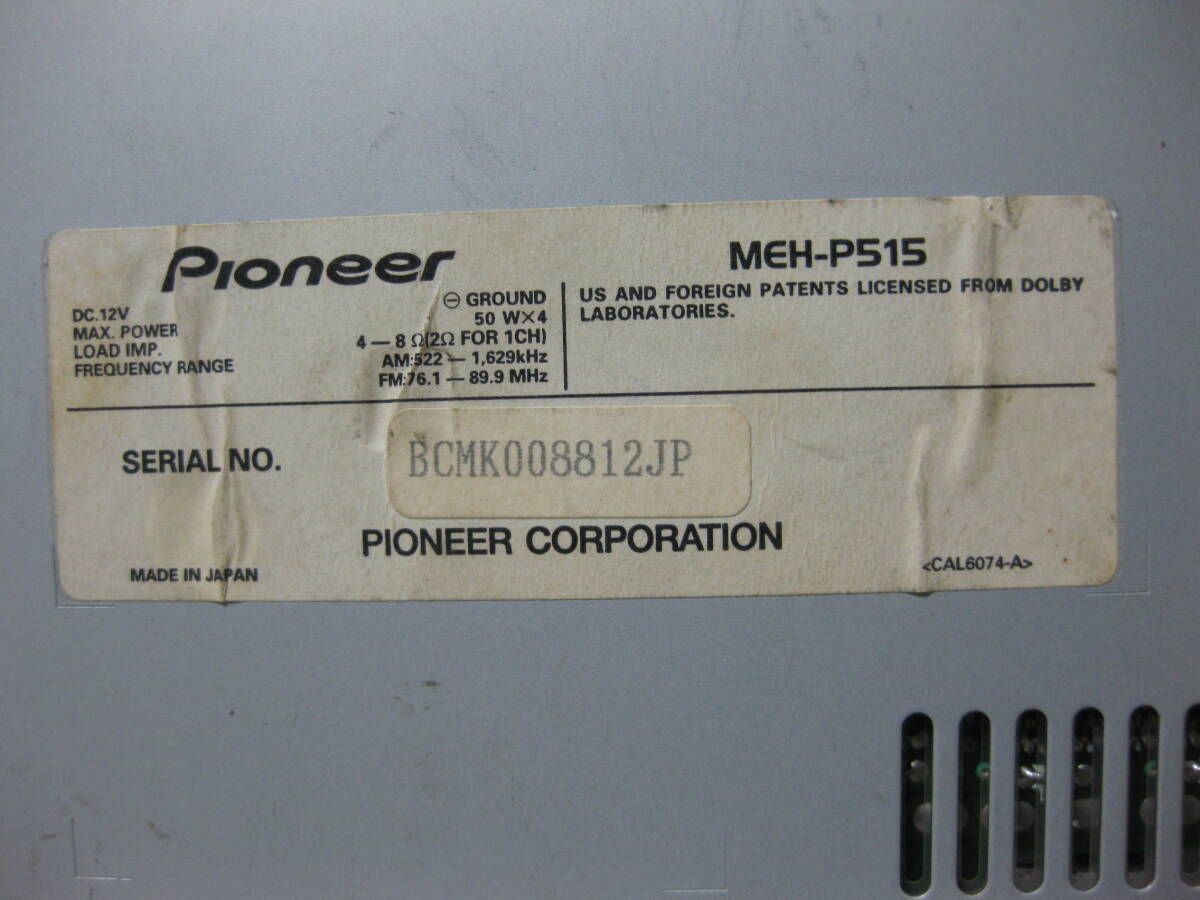 Pioneer
MEH-P515
DC.12V ⊖ GROUND
MAX. POWER 50 W×4
LOAD IMP. 4 — 8 Ω(2Ω FOR 1CH)
FREQUENCY RANGE AM:522 — 1,629kHz
FM:76.1 — 89.9 MHz
US AND FOREIGN PATENTS LICENSED FROM DOLBY
LABORATORIES.
SERIAL NO. BCMK008812JP
PIONEER CORPORATION
MADE IN JAPAN
<CAL6074-A>